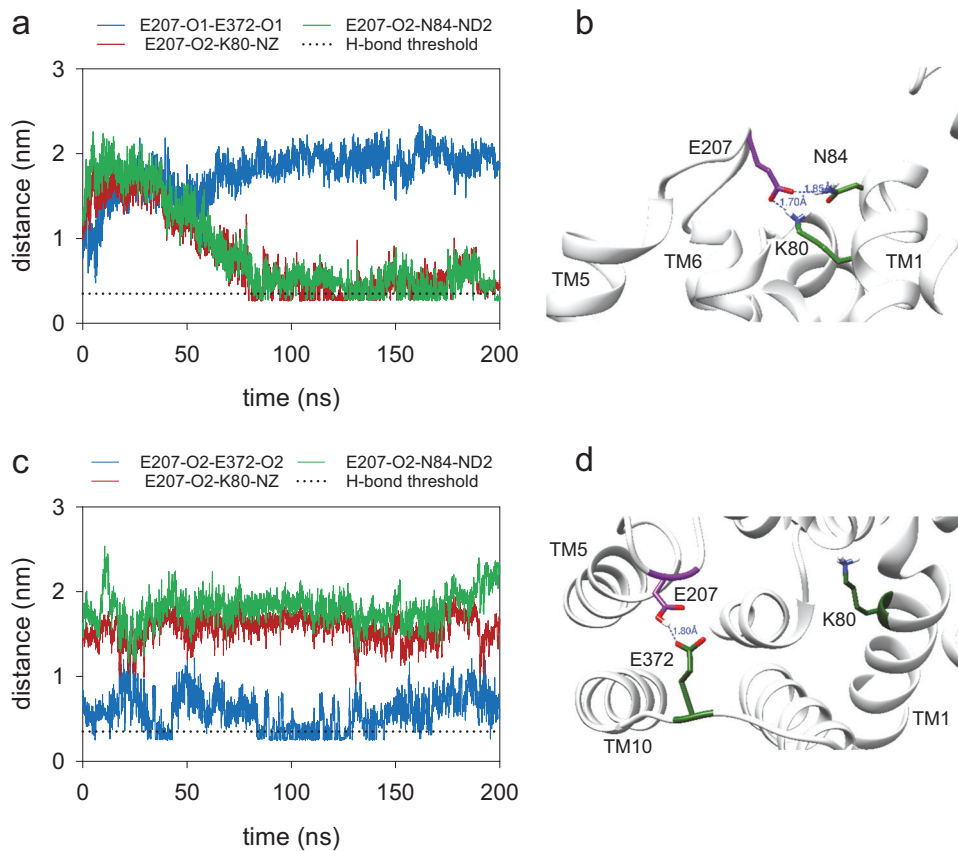 a
E207-O1-E372-O1 E207-O2-N84-ND2
E207-O2-K80-NZ H-bond threshold
3
2
1
0
distance (nm)
0 50 100 150 200
time (ns)
b
E207
N84
1.85Å
1.70Å
K80
TM5
TM6
TM1
c
E207-O2-E372-O2 E207-O2-N84-ND2
E207-O2-K80-NZ H-bond threshold
3
2
1
0
distance (nm)
0 50 100 150 200
time (ns)
d
TM5
E207
K80
1.80Å
E372
TM1
TM10